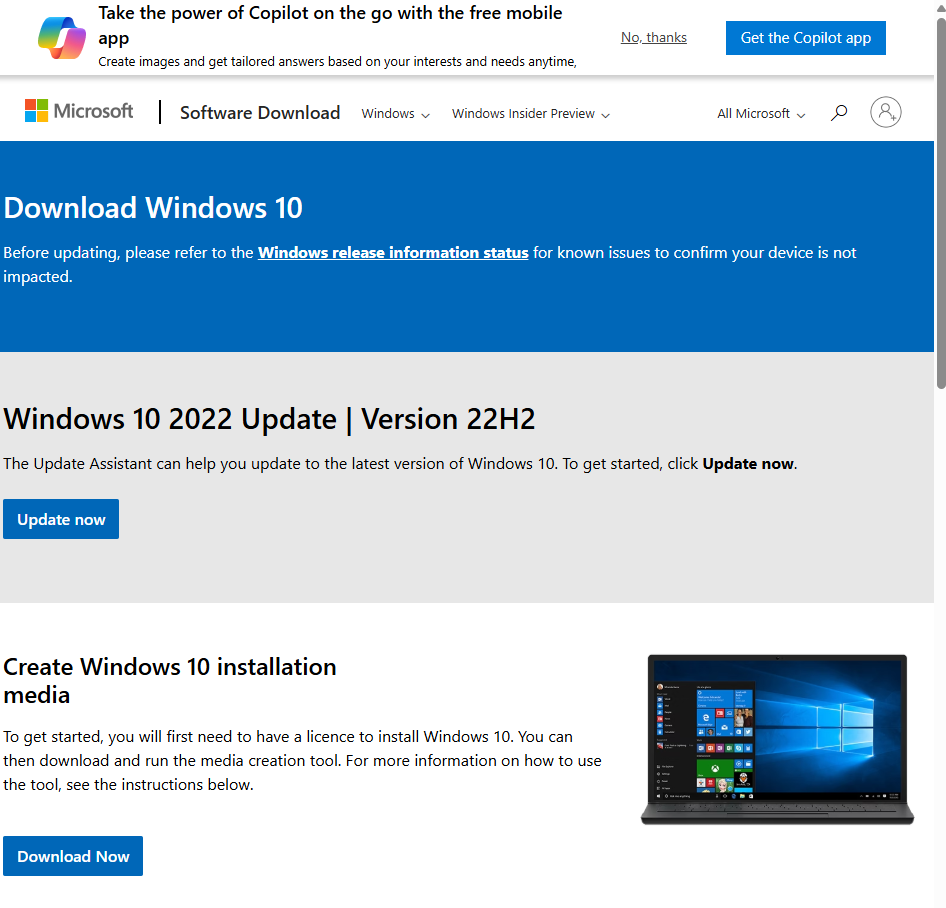 Take the power of Copilot on the go with the free mobile
app
Create images and get tailored answers based on your interests and needs anytime,
No, thanks
Get the Copilot app
Microsoft
Software Download
Windows
Windows Insider Preview
All Microsoft
Download Windows 10
Before updating, please refer to the Windows release information status for known issues to confirm your device is not
impacted.
Windows 10 2022 Update | Version 22H2
The Update Assistant can help you update to the latest version of Windows 10. To get started, click Update now.
Update now
Create Windows 10 installation
media
To get started, you will first need to have a licence to install Windows 10. You can
then download and run the media creation tool. For more information on how to use
the tool, see the instructions below.
Download Now